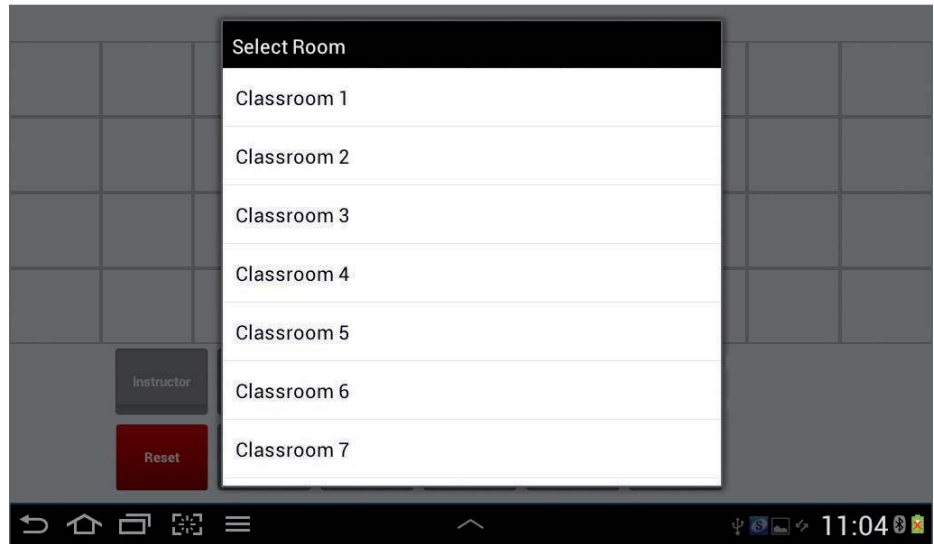 Select Room
Classroom 1
Classroom 2
Classroom 3
Classroom 4
Classroom 5
Classroom 6
Classroom 7
Instructor
Reset
11:04